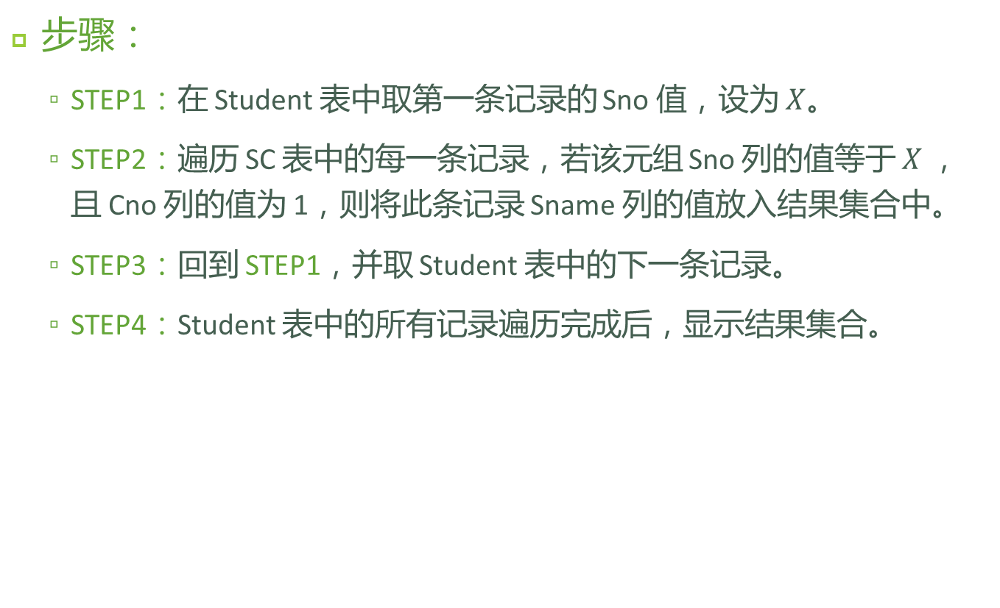 步骤：
STEP1：在 Student 表中取第一条记录的 Sno 值，设为 X。
STEP2：遍历 SC 表中的每一条记录，若该元组 Sno 列的值等于 X ，
且 Cno 列的值为 1，则将此条记录 Sname 列的值放入结果集合中。
STEP3：回到 STEP1，并取 Student 表中的下一条记录。
STEP4：Student 表中的所有记录遍历完成后，显示结果集合。